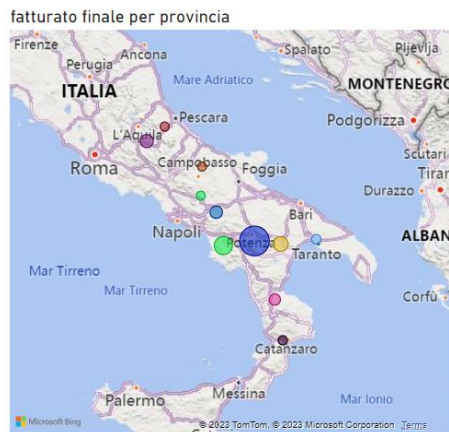 fatturato finale per provincia
Firenze
Ancona
Spalato
Pljevlja
Perugia
Mare Adriatico
ITALIA
MONTENEGRO
Pescara
Podgorizza
L'Aquila
Roma
Campobasso
Foggia
Scutari
Tiran
Bari
Durazzo
Napoli
Potenza
Taranto
ALBAN
Mar Tirreno
Mar Tirreno
Corfù
Catanzaro
Palermo
Messina
Mar Ionio
Microsoft Bing
© 2023 TomTom, © 2023 Microsoft Corporation Terms